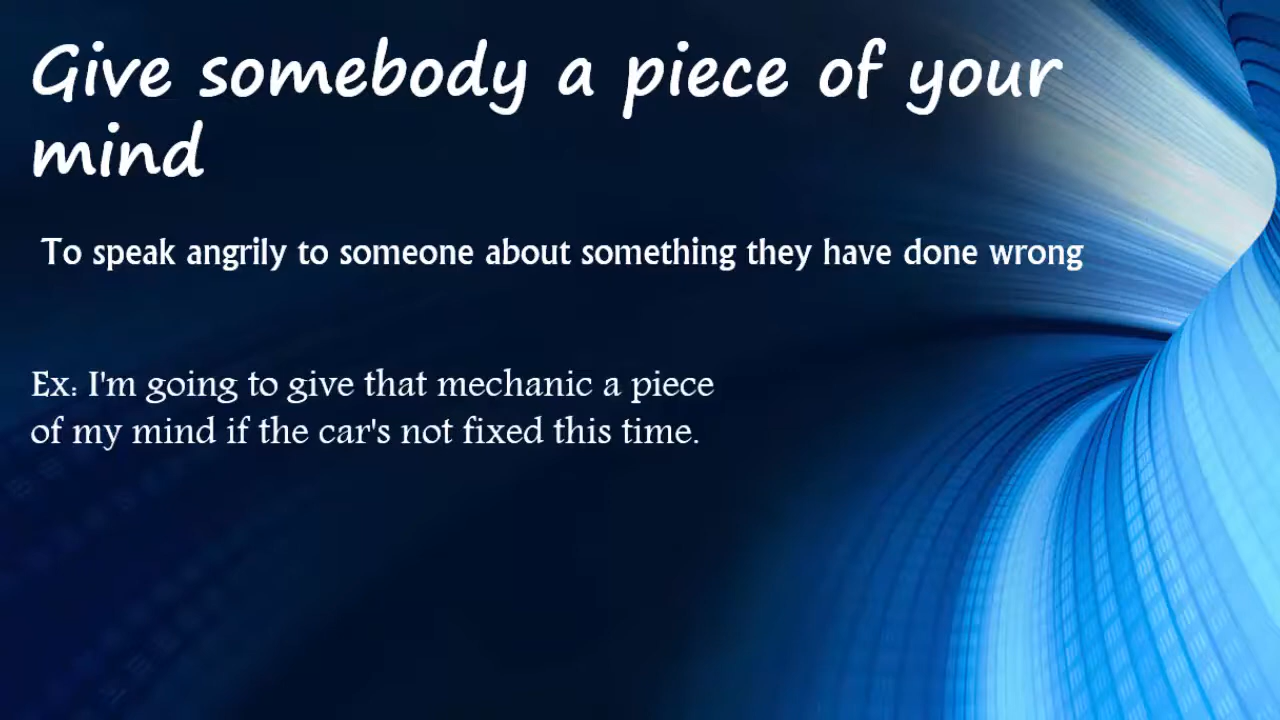 Give somebody a piece of your
mind
To speak angrily to someone about something they have done wrong
Ex: I'm going to give that mechanic a piece
of my mind if the car's not fixed this time.